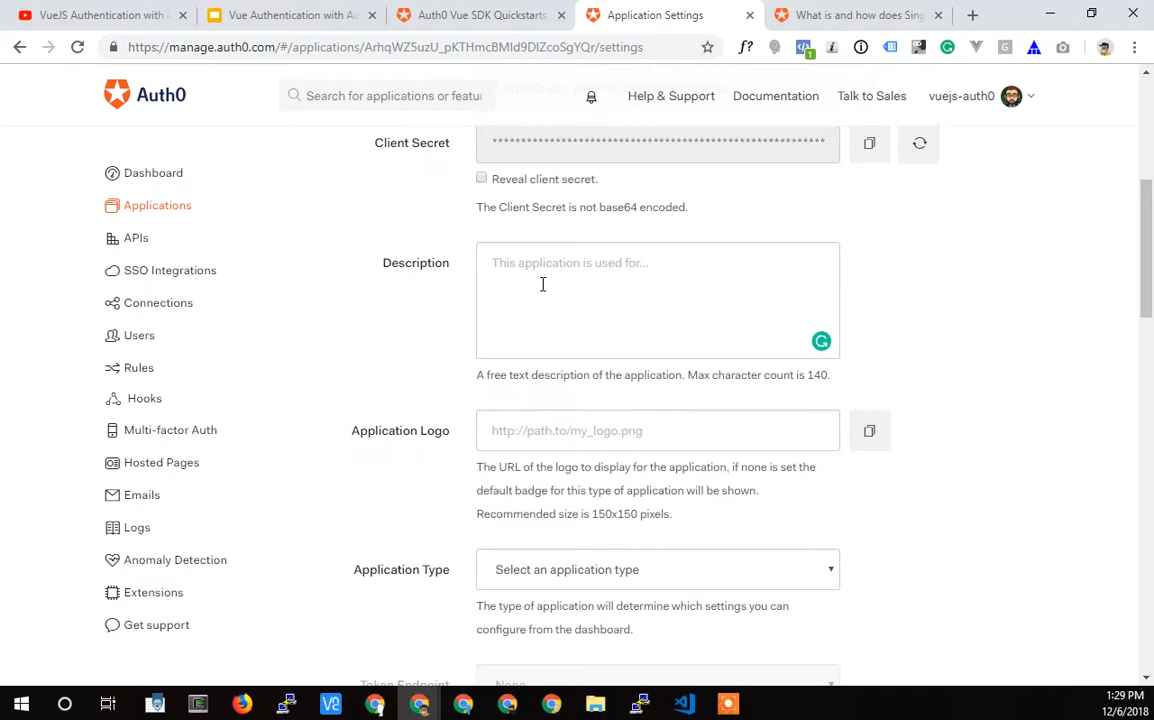 VueJS Authentication with A
Vue Authentication with Au
Auth0 Vue SDK Quickstarts
Application Settings
What is and how does Sing
https://manage.auth0.com/#/applications/ArhqWZ5uzU_pKTHmcBMId9DIZcoSgYQr/settings
f?
1
Auth0
Search for applications or featur
Help & Support
Documentation
Talk to Sales
vuejs-auth0
Client Secret
**********************************************************
Reveal client secret.
The Client Secret is not base64 encoded.
Dashboard
Applications
APIs
SSO Integrations
Connections
Users
Rules
Hooks
Multi-factor Auth
Hosted Pages
Emails
Logs
Anomaly Detection
Extensions
Get support
Description
This application is used for...
A free text description of the application. Max character count is 140.
Application Logo
http://path.to/my_logo.png
The URL of the logo to display for the application, if none is set the
default badge for this type of application will be shown.
Recommended size is 150x150 pixels.
Application Type
Select an application type
The type of application will determine which settings you can
configure from the dashboard.
Token Endpoint
None
1:29 PM
12/6/2018